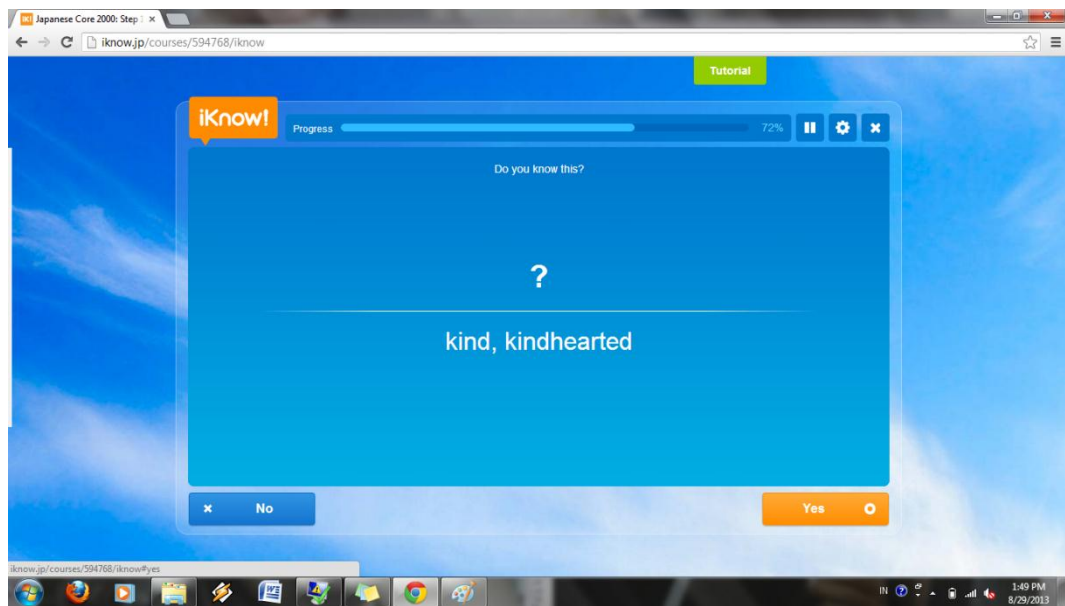 Japanese Core 2000: Step
iknow.jp/courses/594768/iknow
Tutorial
iKnow!
Progress
72%
Do you know this?
?
kind, kindhearted
No
Yes
iknow.jp/courses/594768/iknow#yes
IN
1:49 PM
8/29/2013